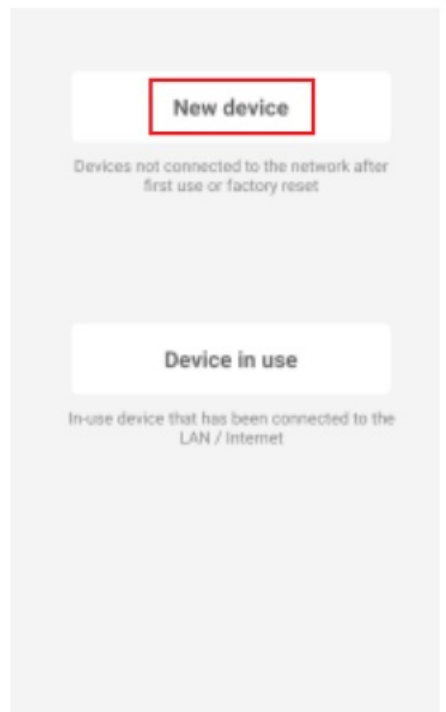 New device
Devices not connected to the network after
first use or factory reset
Device in use
In-use device that has been connected to the
LAN / Internet